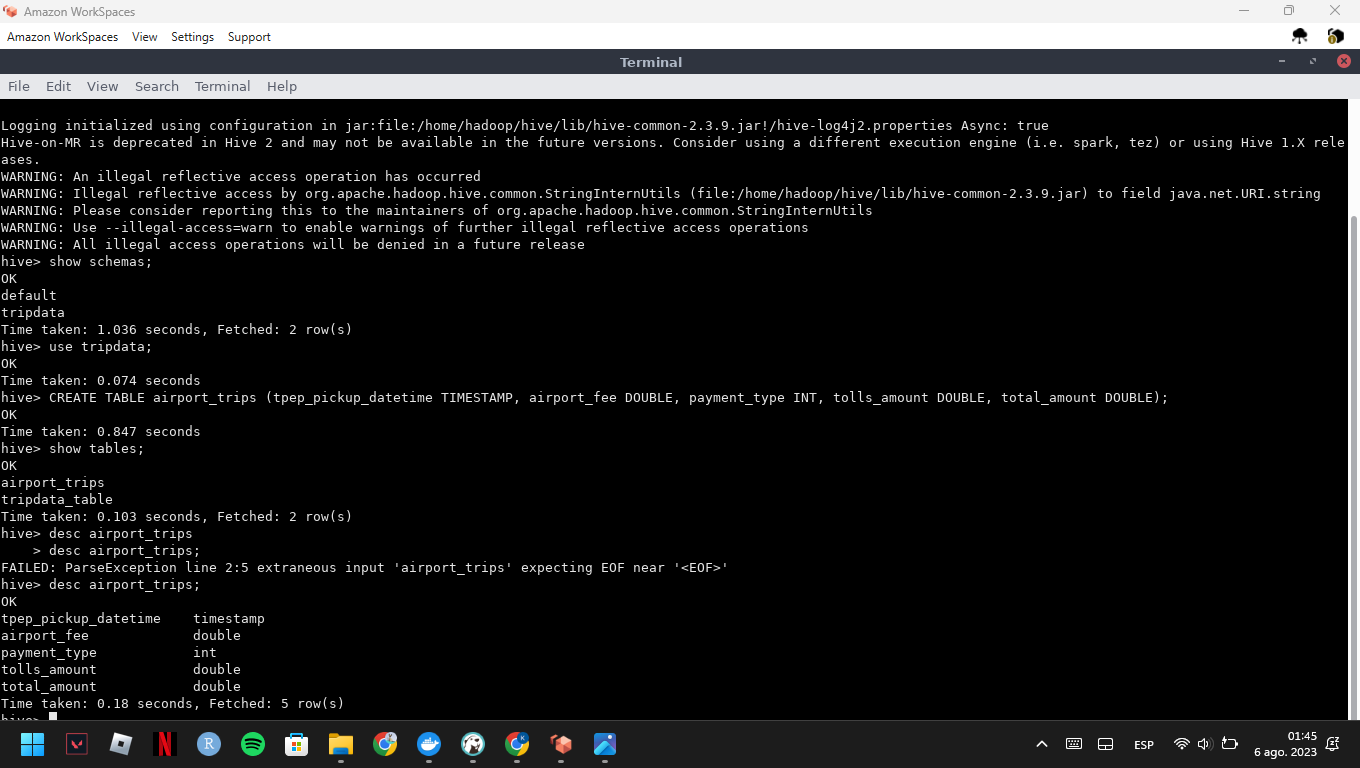 Amazon WorkSpaces
Amazon WorkSpaces View Settings Support
Terminal
File Edit View Search Terminal Help
Logging initialized using configuration in jar:file:/home/hadoop/hive/lib/hive-common-2.3.9.jar!/hive-log4j2.properties Async: true
Hive-on-MR is deprecated in Hive 2 and may not be available in the future versions. Consider using a different execution engine (i.e. spark, tez) or using Hive 1.X rele
ases.
WARNING: An illegal reflective access operation has occurred
WARNING: Illegal reflective access by org.apache.hadoop.hive.common.StringInternUtils (file:/home/hadoop/hive/lib/hive-common-2.3.9.jar) to field java.net.URI.string
WARNING: Please consider reporting this to the maintainers of org.apache.hadoop.hive.common.StringInternUtils
WARNING: Use --illegal-access=warn to enable warnings of further illegal reflective access operations
WARNING: All illegal access operations will be denied in a future release
hive> show schemas;
OK
default
tripdata
Time taken: 1.036 seconds, Fetched: 2 row(s)
hive> use tripdata;
OK
Time taken: 0.074 seconds
hive> CREATE TABLE airport_trips (tpep_pickup_datetime TIMESTAMP, airport_fee DOUBLE, payment_type INT, tolls_amount DOUBLE, total_amount DOUBLE);
OK
Time taken: 0.847 seconds
hive> show tables;
OK
airport_trips
tripdata_table
Time taken: 0.103 seconds, Fetched: 2 row(s)
hive> desc airport_trips
    > desc airport_trips;
FAILED: ParseException line 2:5 extraneous input 'airport_trips' expecting EOF near '<EOF>'
hive> desc airport_trips;
OK
tpep_pickup_datetime    timestamp
airport_fee             double
payment_type            int
tolls_amount            double
total_amount            double
Time taken: 0.18 seconds, Fetched: 5 row(s)
hive>
ESP
01:45
6 ago. 2023